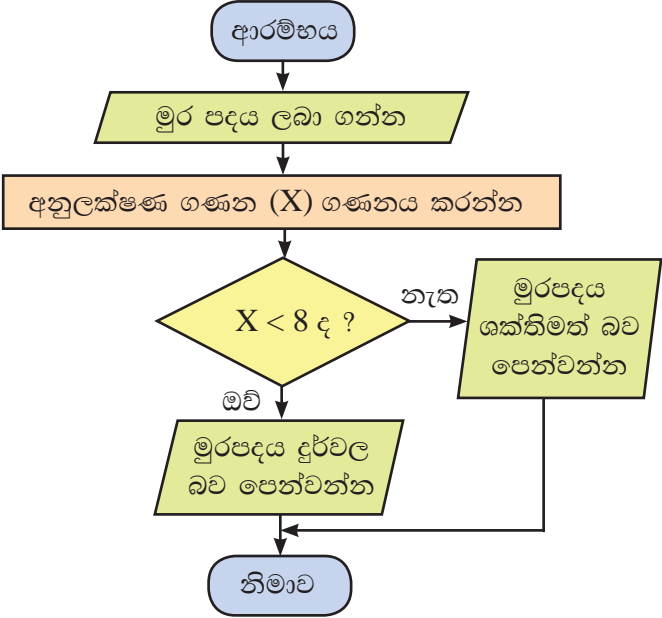 ආරම්භය
මුර පදය ලබා ගන්න
අනුලක්ෂණ ගණන (X) ගණනය කරන්න
X < 8 ද ?
නැත
මුරපදය
ශක්තිමත් බව
පෙන්වන්න
ඔව්
මුරපදය දුර්වල
බව පෙන්වන්න
නිමාව